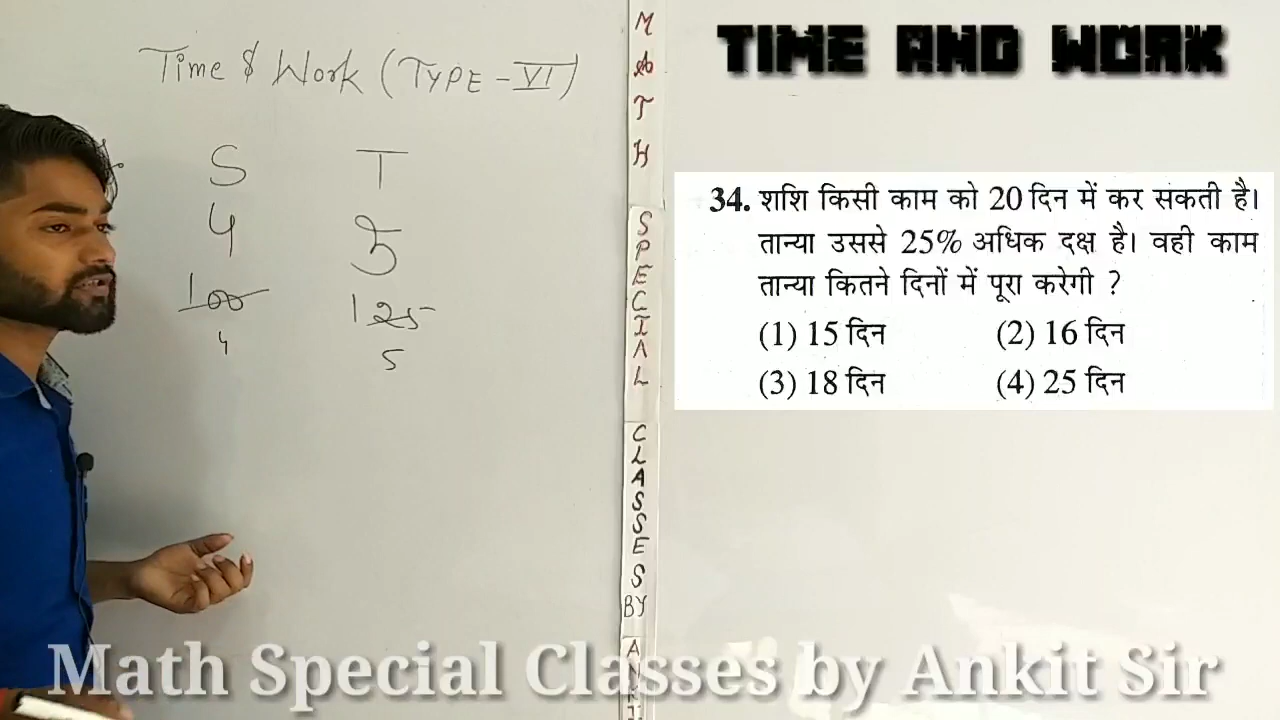 Time & Work (TYPE - VI)
S T
4 5
100 125
4 5
MATH
SPECIAL
CLASSES
BY
TIME AND WORK
34. शशि किसी काम को 20 दिन में कर सकती है।
तान्या उससे 25% अधिक दक्ष है। वही काम
तान्या कितने दिनों में पूरा करेगी ?
(1) 15 दिन (2) 16 दिन
(3) 18 दिन (4) 25 दिन
Math Special Classes by Ankit Sir